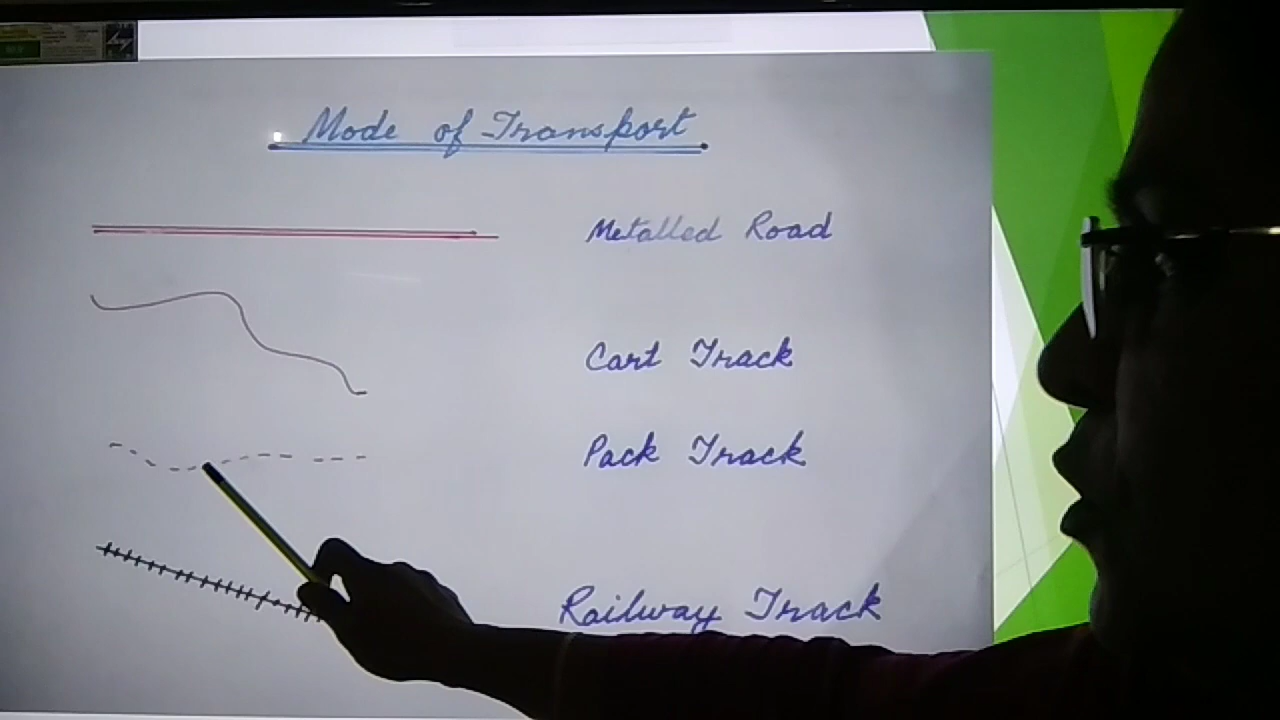 Mode of Transport
Metalled Road
Cart Track
Pack Track
Railway Track